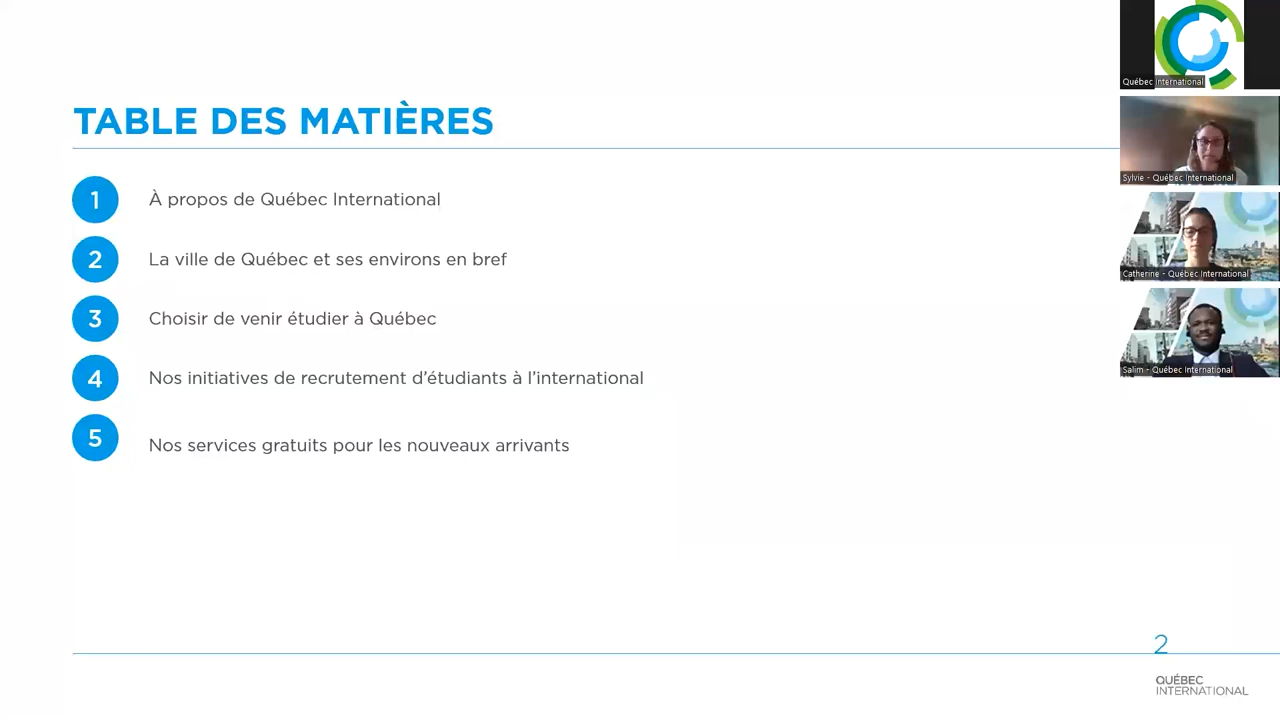 TABLE DES MATIÈRES
1 À propos de Québec International
2 La ville de Québec et ses environs en bref
3 Choisir de venir étudier à Québec
4 Nos initiatives de recrutement d’étudiants à l’international
5 Nos services gratuits pour les nouveaux arrivants
Québec International
Sylvie - Québec International
Catherine - Québec International
Salim - Québec International
2
QUÉBEC
INTERNATIONAL